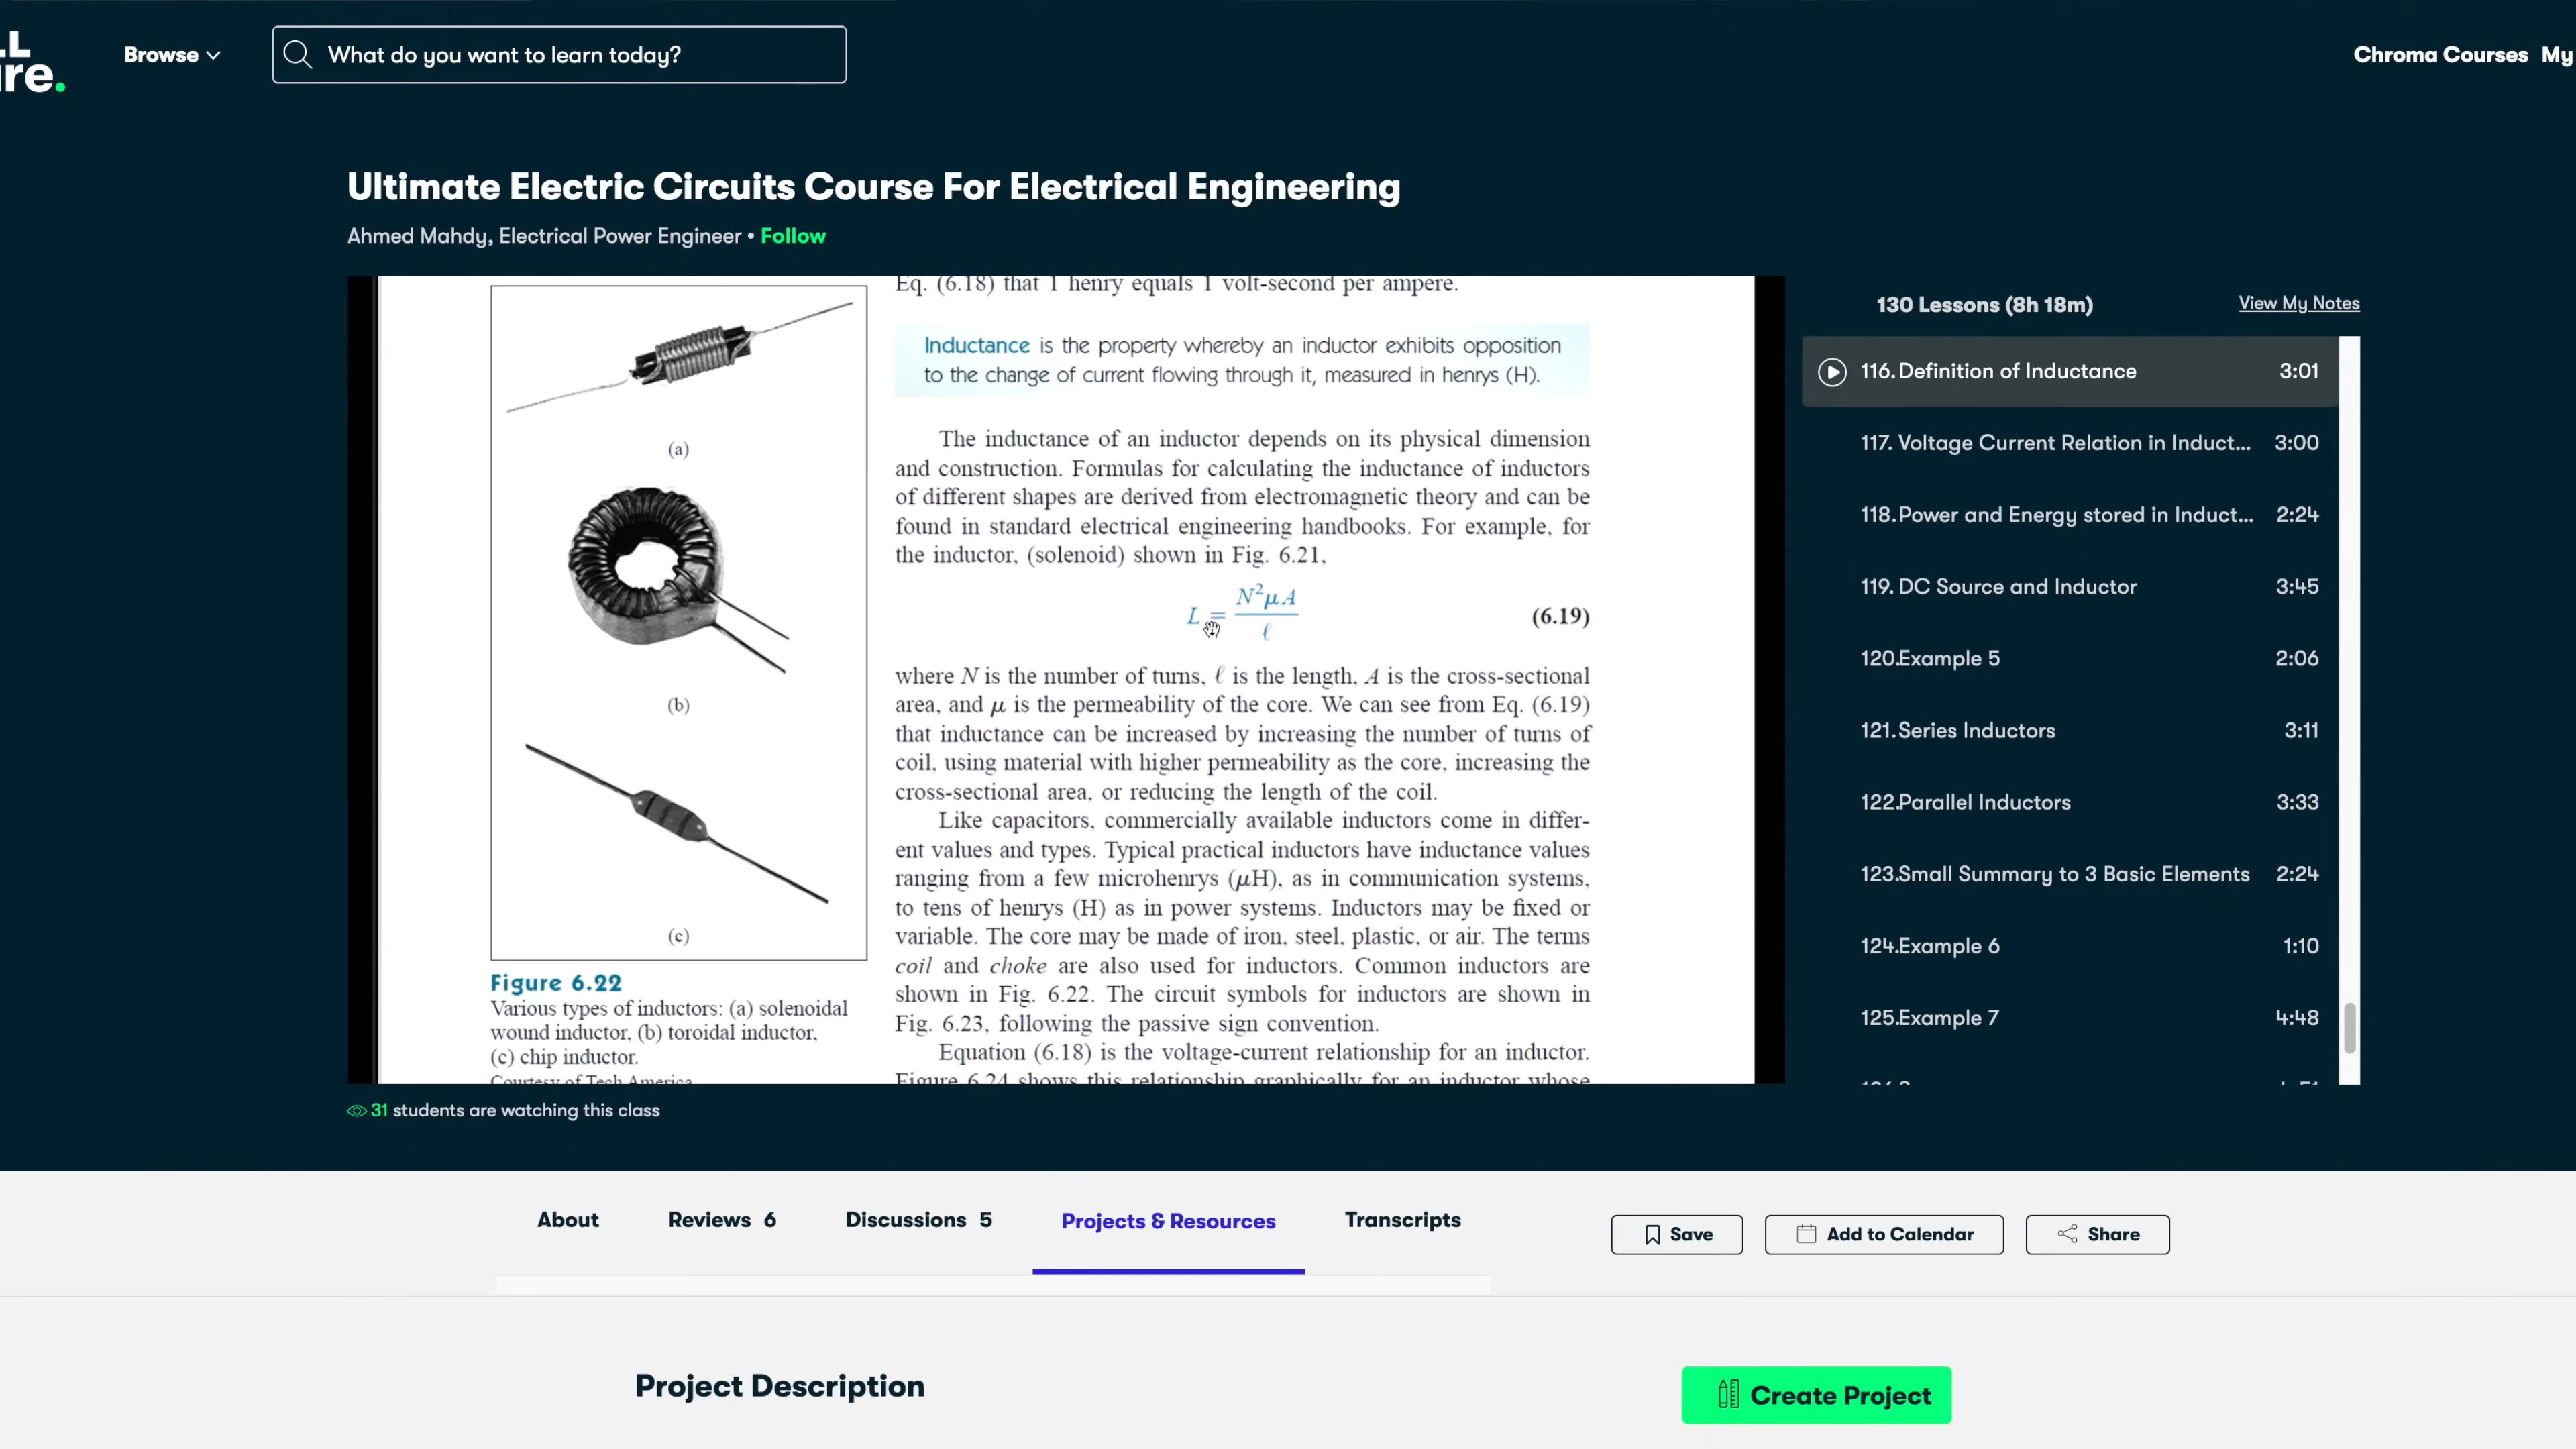 LL
are.
Browse
What do you want to learn today?
Chroma Courses My
Ultimate Electric Circuits Course For Electrical Engineering
Ahmed Mahdy, Electrical Power Engineer • Follow
(a)
(b)
(c)
Figure 6.22
Various types of inductors: (a) solenoidal
wound inductor, (b) toroidal inductor,
(c) chip inductor.
Courtesy of Tech America
Eq. (6.18) that 1 henry equals 1 volt-second per ampere.
Inductance is the property whereby an inductor exhibits opposition
to the change of current flowing through it, measured in henrys (H).
The inductance of an inductor depends on its physical dimension
and construction. Formulas for calculating the inductance of inductors
of different shapes are derived from electromagnetic theory and can be
found in standard electrical engineering handbooks. For example, for
the inductor, (solenoid) shown in Fig. 6.21,
L = N²μA / ℓ (6.19)
where N is the number of turns, ℓ is the length, A is the cross-sectional
area, and μ is the permeability of the core. We can see from Eq. (6.19)
that inductance can be increased by increasing the number of turns of
coil, using material with higher permeability as the core, increasing the
cross-sectional area, or reducing the length of the coil.
Like capacitors, commercially available inductors come in differ-
ent values and types. Typical practical inductors have inductance values
ranging from a few microhenrys (μH), as in communication systems,
to tens of henrys (H) as in power systems. Inductors may be fixed or
variable. The core may be made of iron, steel, plastic, or air. The terms
coil and choke are also used for inductors. Common inductors are
shown in Fig. 6.22. The circuit symbols for inductors are shown in
Fig. 6.23, following the passive sign convention.
Equation (6.18) is the voltage-current relationship for an inductor.
Figure 6.24 shows this relationship graphically for an inductor whose
130 Lessons (8h 18m)
View My Notes
116. Definition of Inductance 3:01
117. Voltage Current Relation in Induct... 3:00
118. Power and Energy stored in Induct... 2:24
119. DC Source and Inductor 3:45
120. Example 5 2:06
121. Series Inductors 3:11
122. Parallel Inductors 3:33
123. Small Summary to 3 Basic Elements 2:24
124. Example 6 1:10
125. Example 7 4:48
31 students are watching this class
About
Reviews 6
Discussions 5
Projects & Resources
Transcripts
Save
Add to Calendar
Share
Project Description
Create Project